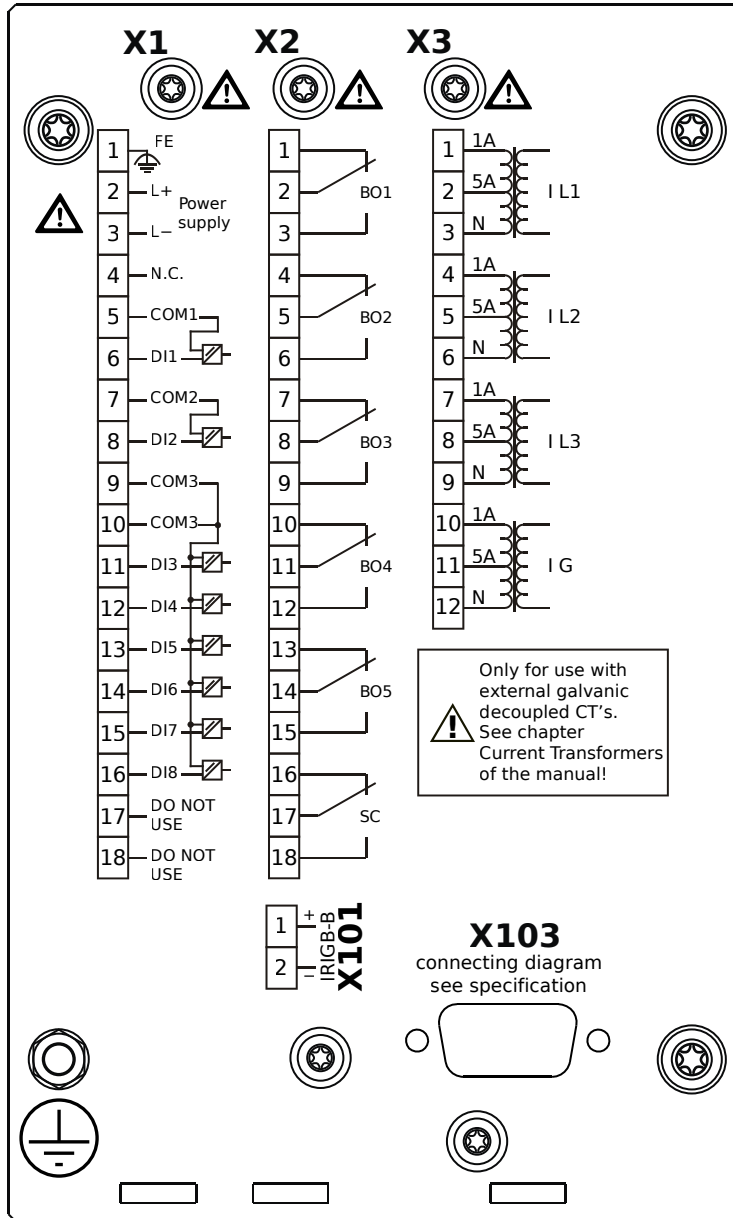 X1 X2 X3
1 FE
2 L+
Power
supply
3 L−
4 N.C.
5 COM1
6 DI1
7 COM2
8 DI2
9 COM3
10 COM3
11 DI3
12 DI4
13 DI5
14 DI6
15 DI7
16 DI8
17 DO NOT
USE
18 DO NOT
USE
1
2 BO1
3
4
5 BO2
6
7
8 BO3
9
10
11 BO4
12
13
14 BO5
15
16
17 SC
18
1 1A
2 5A I L1
3 N
4 1A
5 5A I L2
6 N
7 1A
8 5A I L3
9 N
10 1A
11 5A I G
12 N
Only for use with
external galvanic
decoupled CT's.
See chapter
Current Transformers
of the manual!
1 +
2 −
IRIGB-B
X101
X103
connecting diagram
see specification